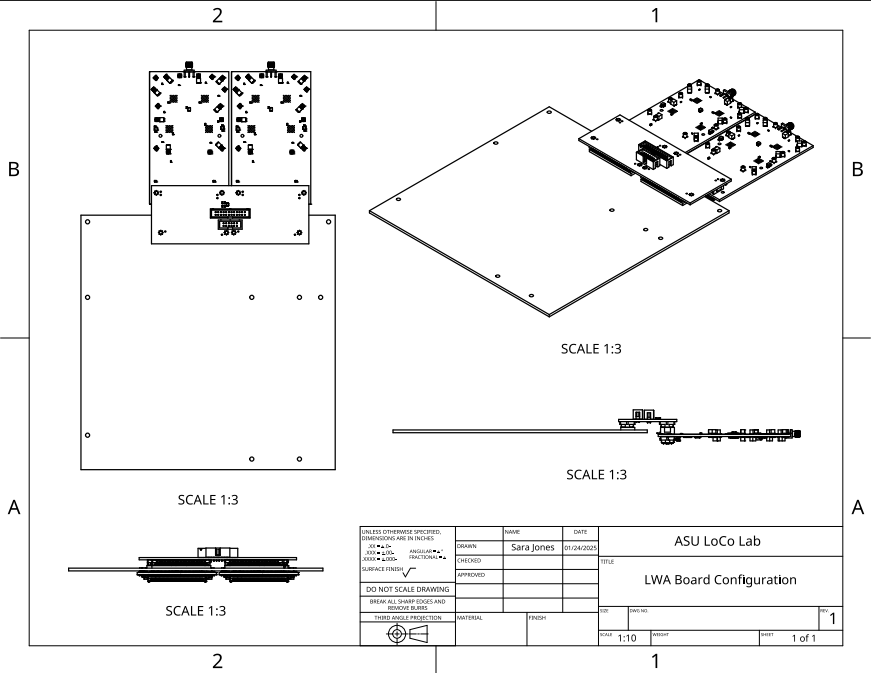 2
1
B
B
SCALE 1:3
SCALE 1:3
SCALE 1:3
SCALE 1:3
A
A
UNLESS OTHERWISE SPECIFIED,
DIMENSIONS ARE IN INCHES
ANGULAR = ±°
FRACTIONAL = ±
SURFACE FINISH
DO NOT SCALE DRAWING
BREAK ALL SHARP EDGES AND
REMOVE BURRS
THIRD ANGLE PROJECTION
NAME
DATE
DRAWN
Sara Jones
01/24/2025
CHECKED
APPROVED
MATERIAL
FINISH
ASU LoCo Lab
TITLE
LWA Board Configuration
SIZE
DWG NO.
REV.
1
SCALE
1:10
WEIGHT
SHEET
1 of 1
2
1